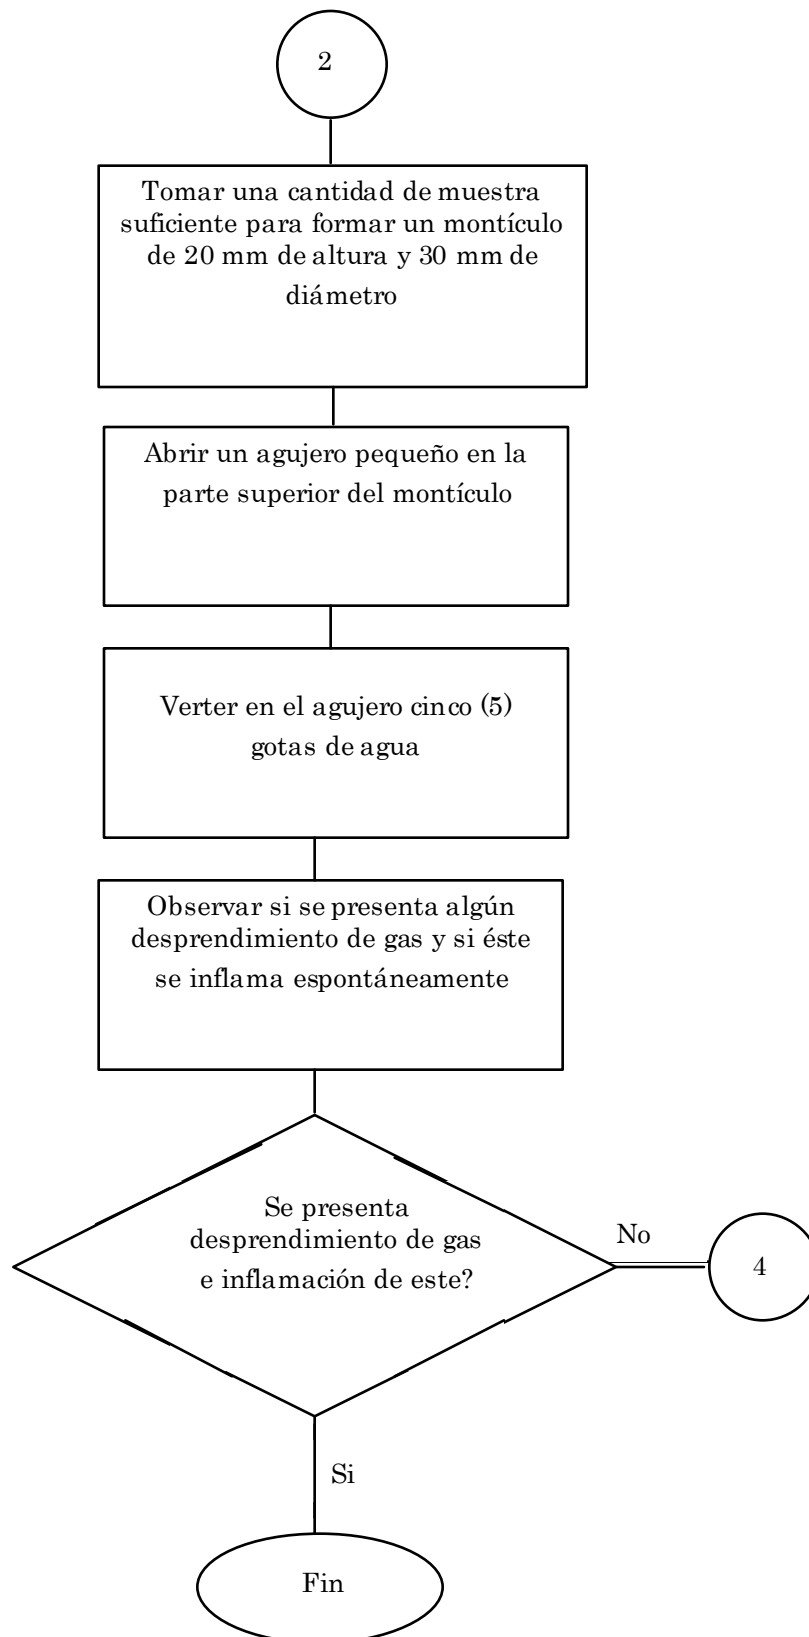 2
Tomar una cantidad de muestra
suficiente para formar un montículo
de 20 mm de altura y 30 mm de
diámetro
Abrir un agujero pequeño en la
parte superior del montículo
Verter en el agujero cinco (5)
gotas de agua
Observar si se presenta algún
desprendimiento de gas y si éste
se inflama espontáneamente
Se presenta
desprendimiento de gas
e inflamación de este?
No
4
Si
Fin